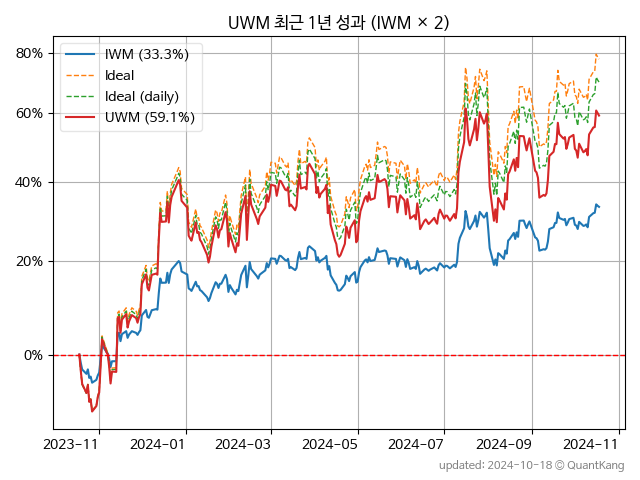 UWM 최근 1년 성과 (IWM × 2)
IWM (33.3%)
Ideal
Ideal (daily)
UWM (59.1%)
80%
60%
40%
20%
0%
2023-11 2024-01 2024-03 2024-05 2024-07 2024-09 2024-11
updated: 2024-10-18 © QuantKang